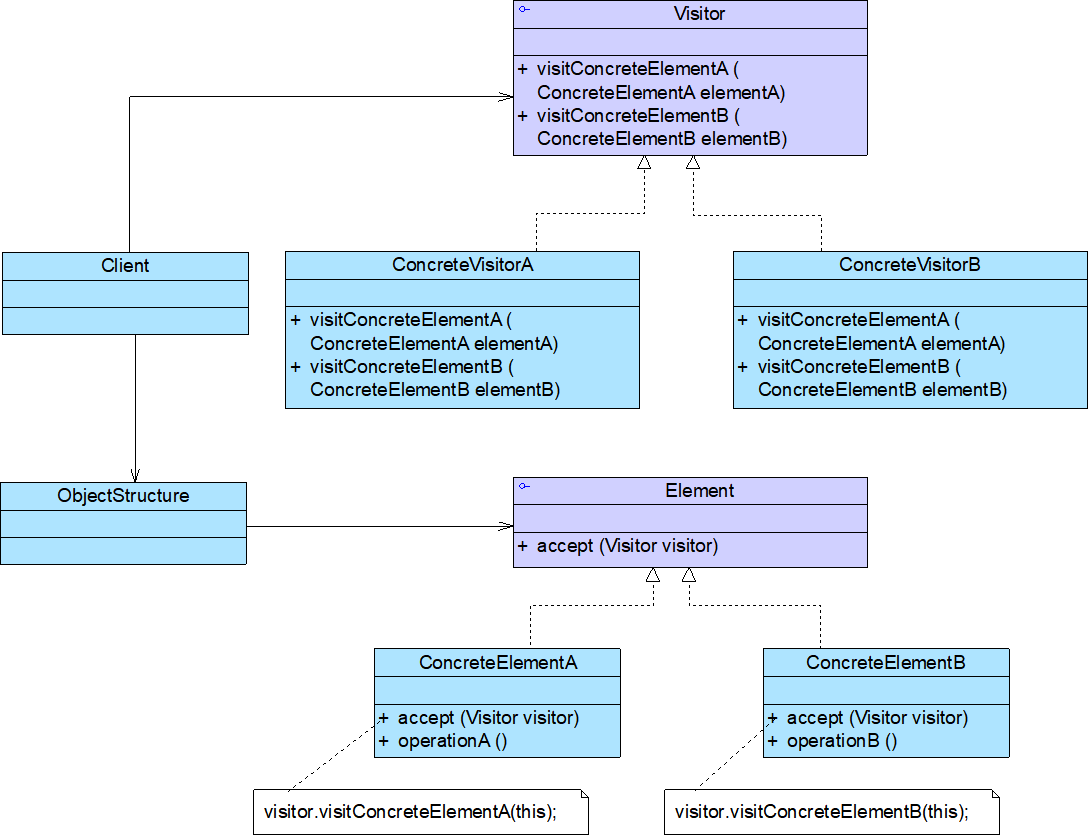 Visitor
+ visitConcreteElementA (
ConcreteElementA elementA)
+ visitConcreteElementB (
ConcreteElementB elementB)
Client
ConcreteVisitorA
+ visitConcreteElementA (
ConcreteElementA elementA)
+ visitConcreteElementB (
ConcreteElementB elementB)
ConcreteVisitorB
+ visitConcreteElementA (
ConcreteElementA elementA)
+ visitConcreteElementB (
ConcreteElementB elementB)
ObjectStructure
Element
+ accept (Visitor visitor)
ConcreteElementA
+ accept (Visitor visitor)
+ operationA ()
ConcreteElementB
+ accept (Visitor visitor)
+ operationB ()
visitor.visitConcreteElementA(this);
visitor.visitConcreteElementB(this);